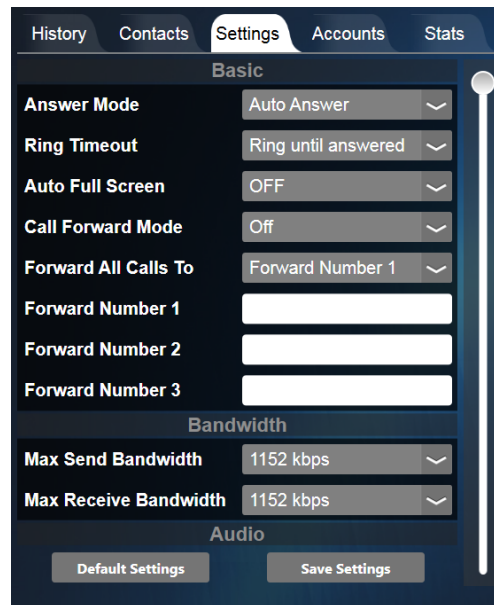 History Contacts Settings Accounts Stats
Basic
Answer Mode Auto Answer
Ring Timeout Ring until answered
Auto Full Screen OFF
Call Forward Mode Off
Forward All Calls To Forward Number 1
Forward Number 1
Forward Number 2
Forward Number 3
Bandwidth
Max Send Bandwidth 1152 kbps
Max Receive Bandwidth 1152 kbps
Audio
Default Settings Save Settings